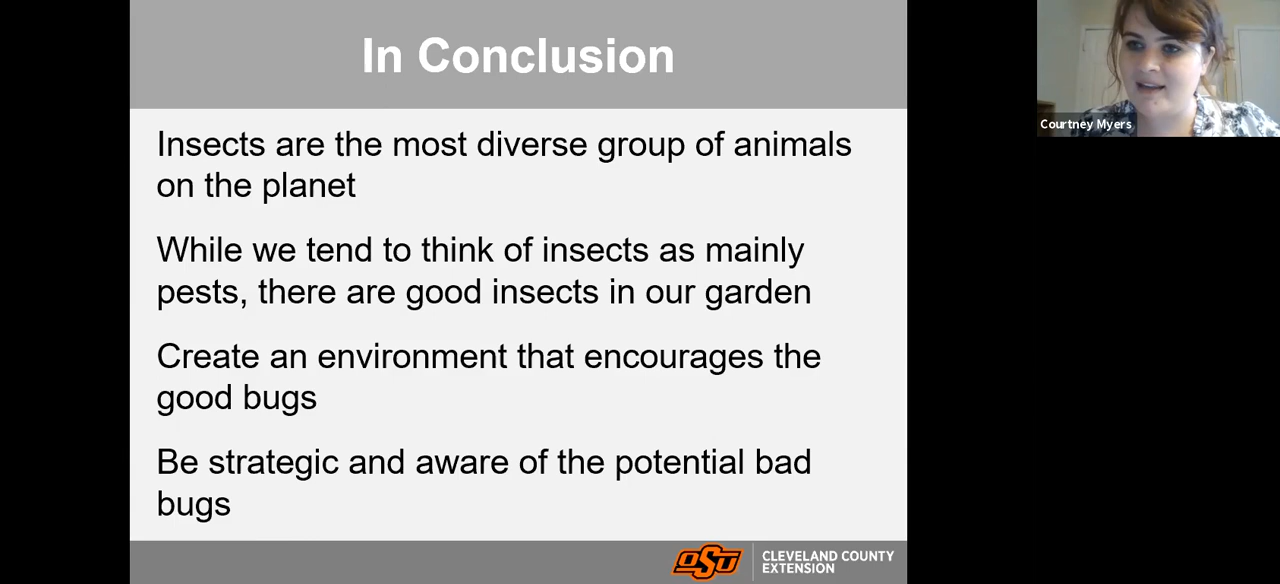 In Conclusion
Insects are the most diverse group of animals
on the planet
While we tend to think of insects as mainly
pests, there are good insects in our garden
Create an environment that encourages the
good bugs
Be strategic and aware of the potential bad
bugs
OSU
CLEVELAND COUNTY
EXTENSION
Courtney Myers